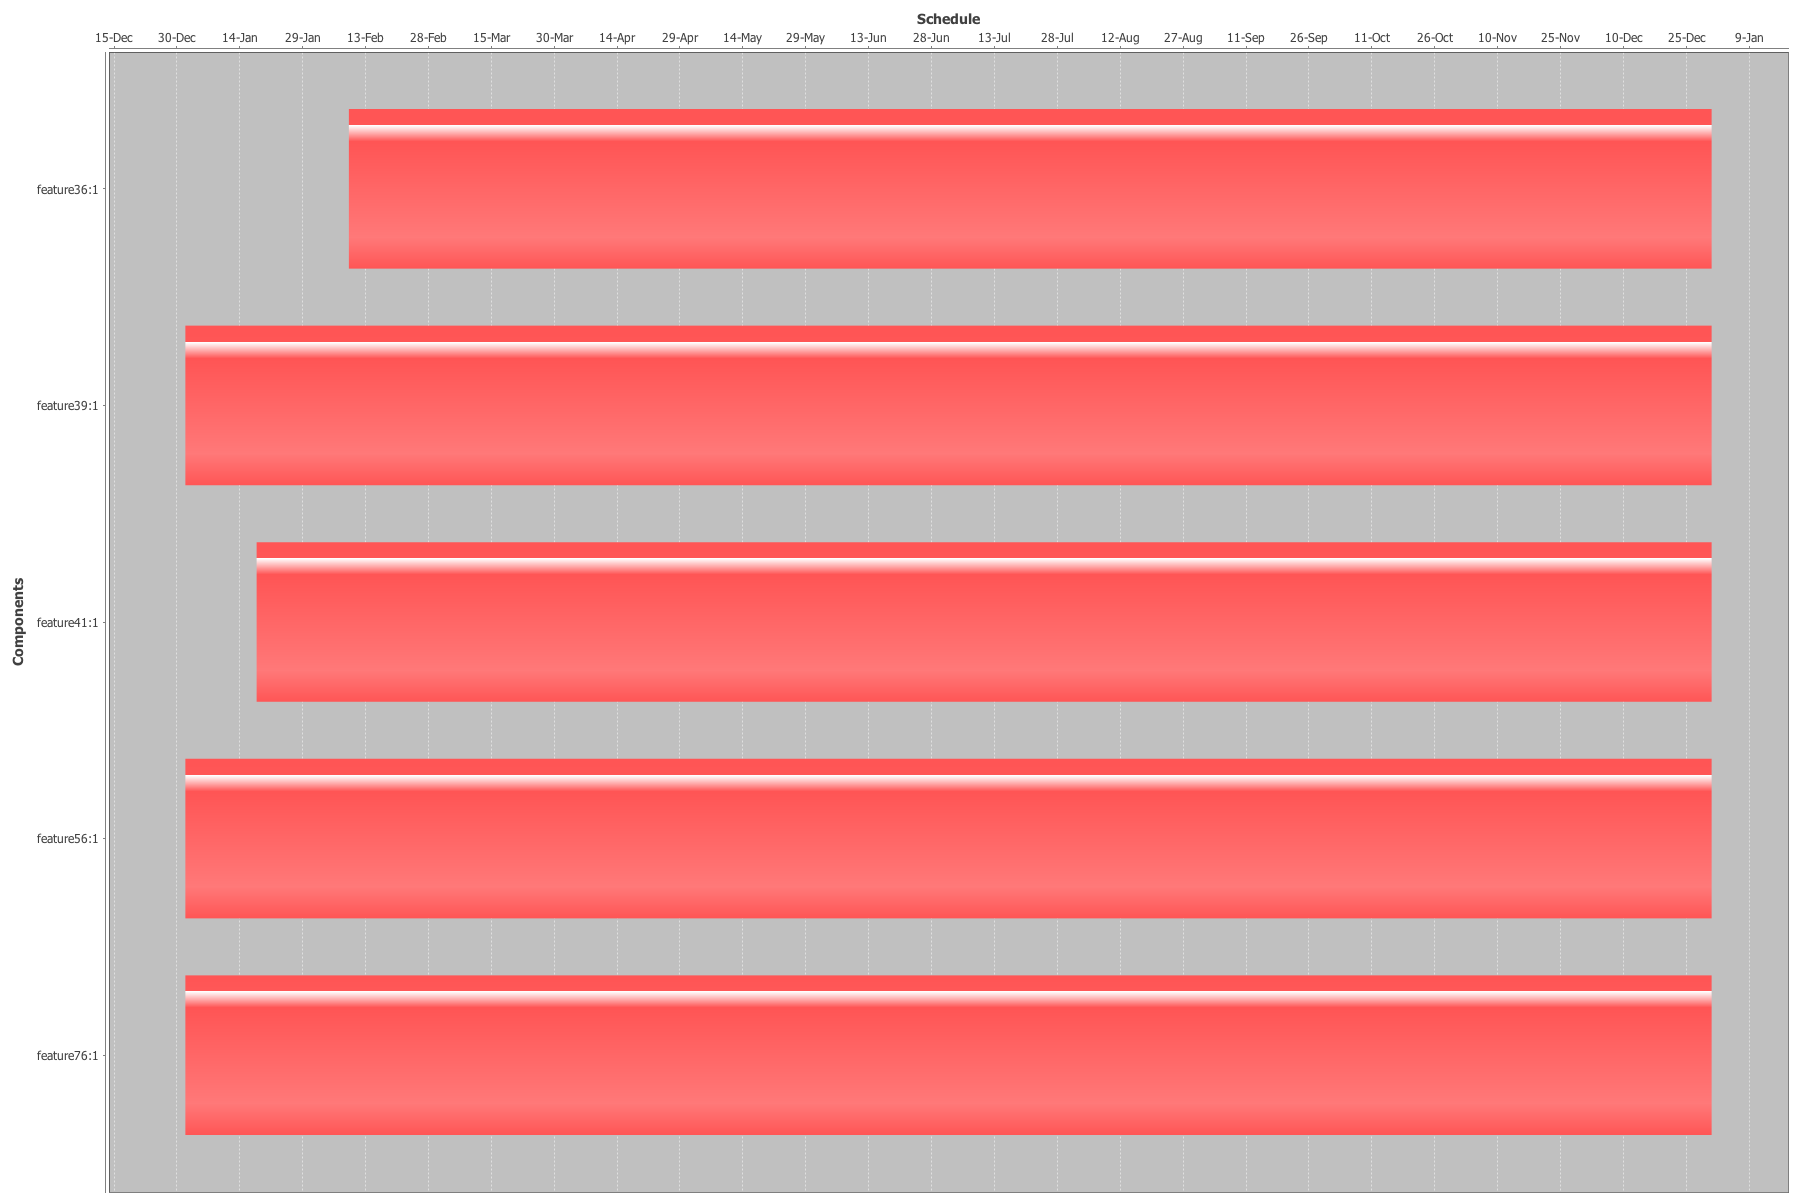 Schedule
15-Dec 30-Dec 14-Jan 29-Jan 13-Feb 28-Feb 15-Mar 30-Mar 14-Apr 29-Apr 14-May 29-May 13-Jun 28-Jun 13-Jul 28-Jul 12-Aug 27-Aug 11-Sep 26-Sep 11-Oct 26-Oct 10-Nov 25-Nov 10-Dec 25-Dec 9-Jan
Components
feature36:1
feature39:1
feature41:1
feature56:1
feature76:1